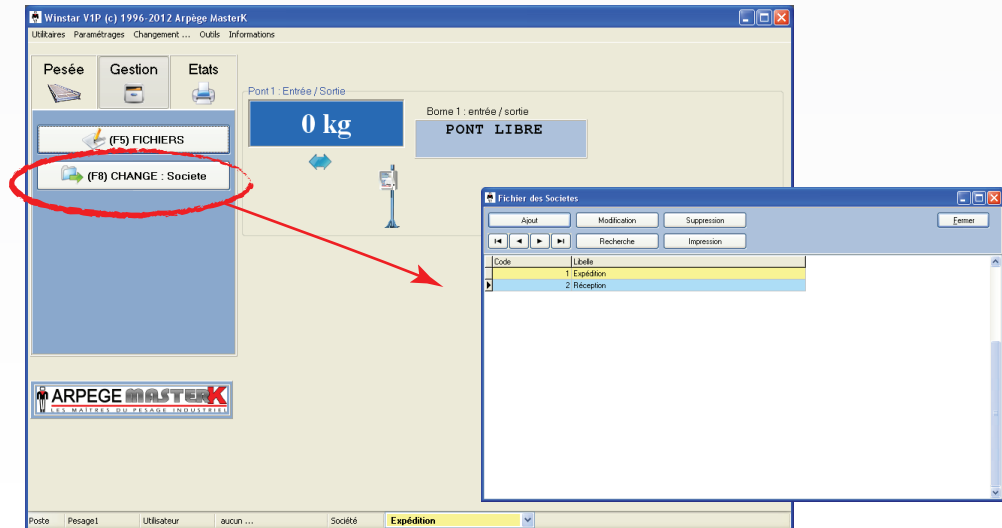 Winstar V1P (c) 1996-2012 Arpège MasterK
Utilitaires Paramétrages Changement ... Outils Informations
Pesée Gestion Etats
(F5) FICHIERS
(F8) CHANGE : Societe
Pont 1 : Entrée / Sortie
0 kg
Borne 1 : entrée / sortie
PONT LIBRE
ARPEGE MASTERK
LES MAÎTRES DU PESAGE INDUSTRIEL
Fichier des Societes
Ajout Modification Suppression Fermer
Recherche Impression
Code Libelle
1 Expédition
2 Réception
Poste Pesage1 Utilisateur aucun ... Société Expédition